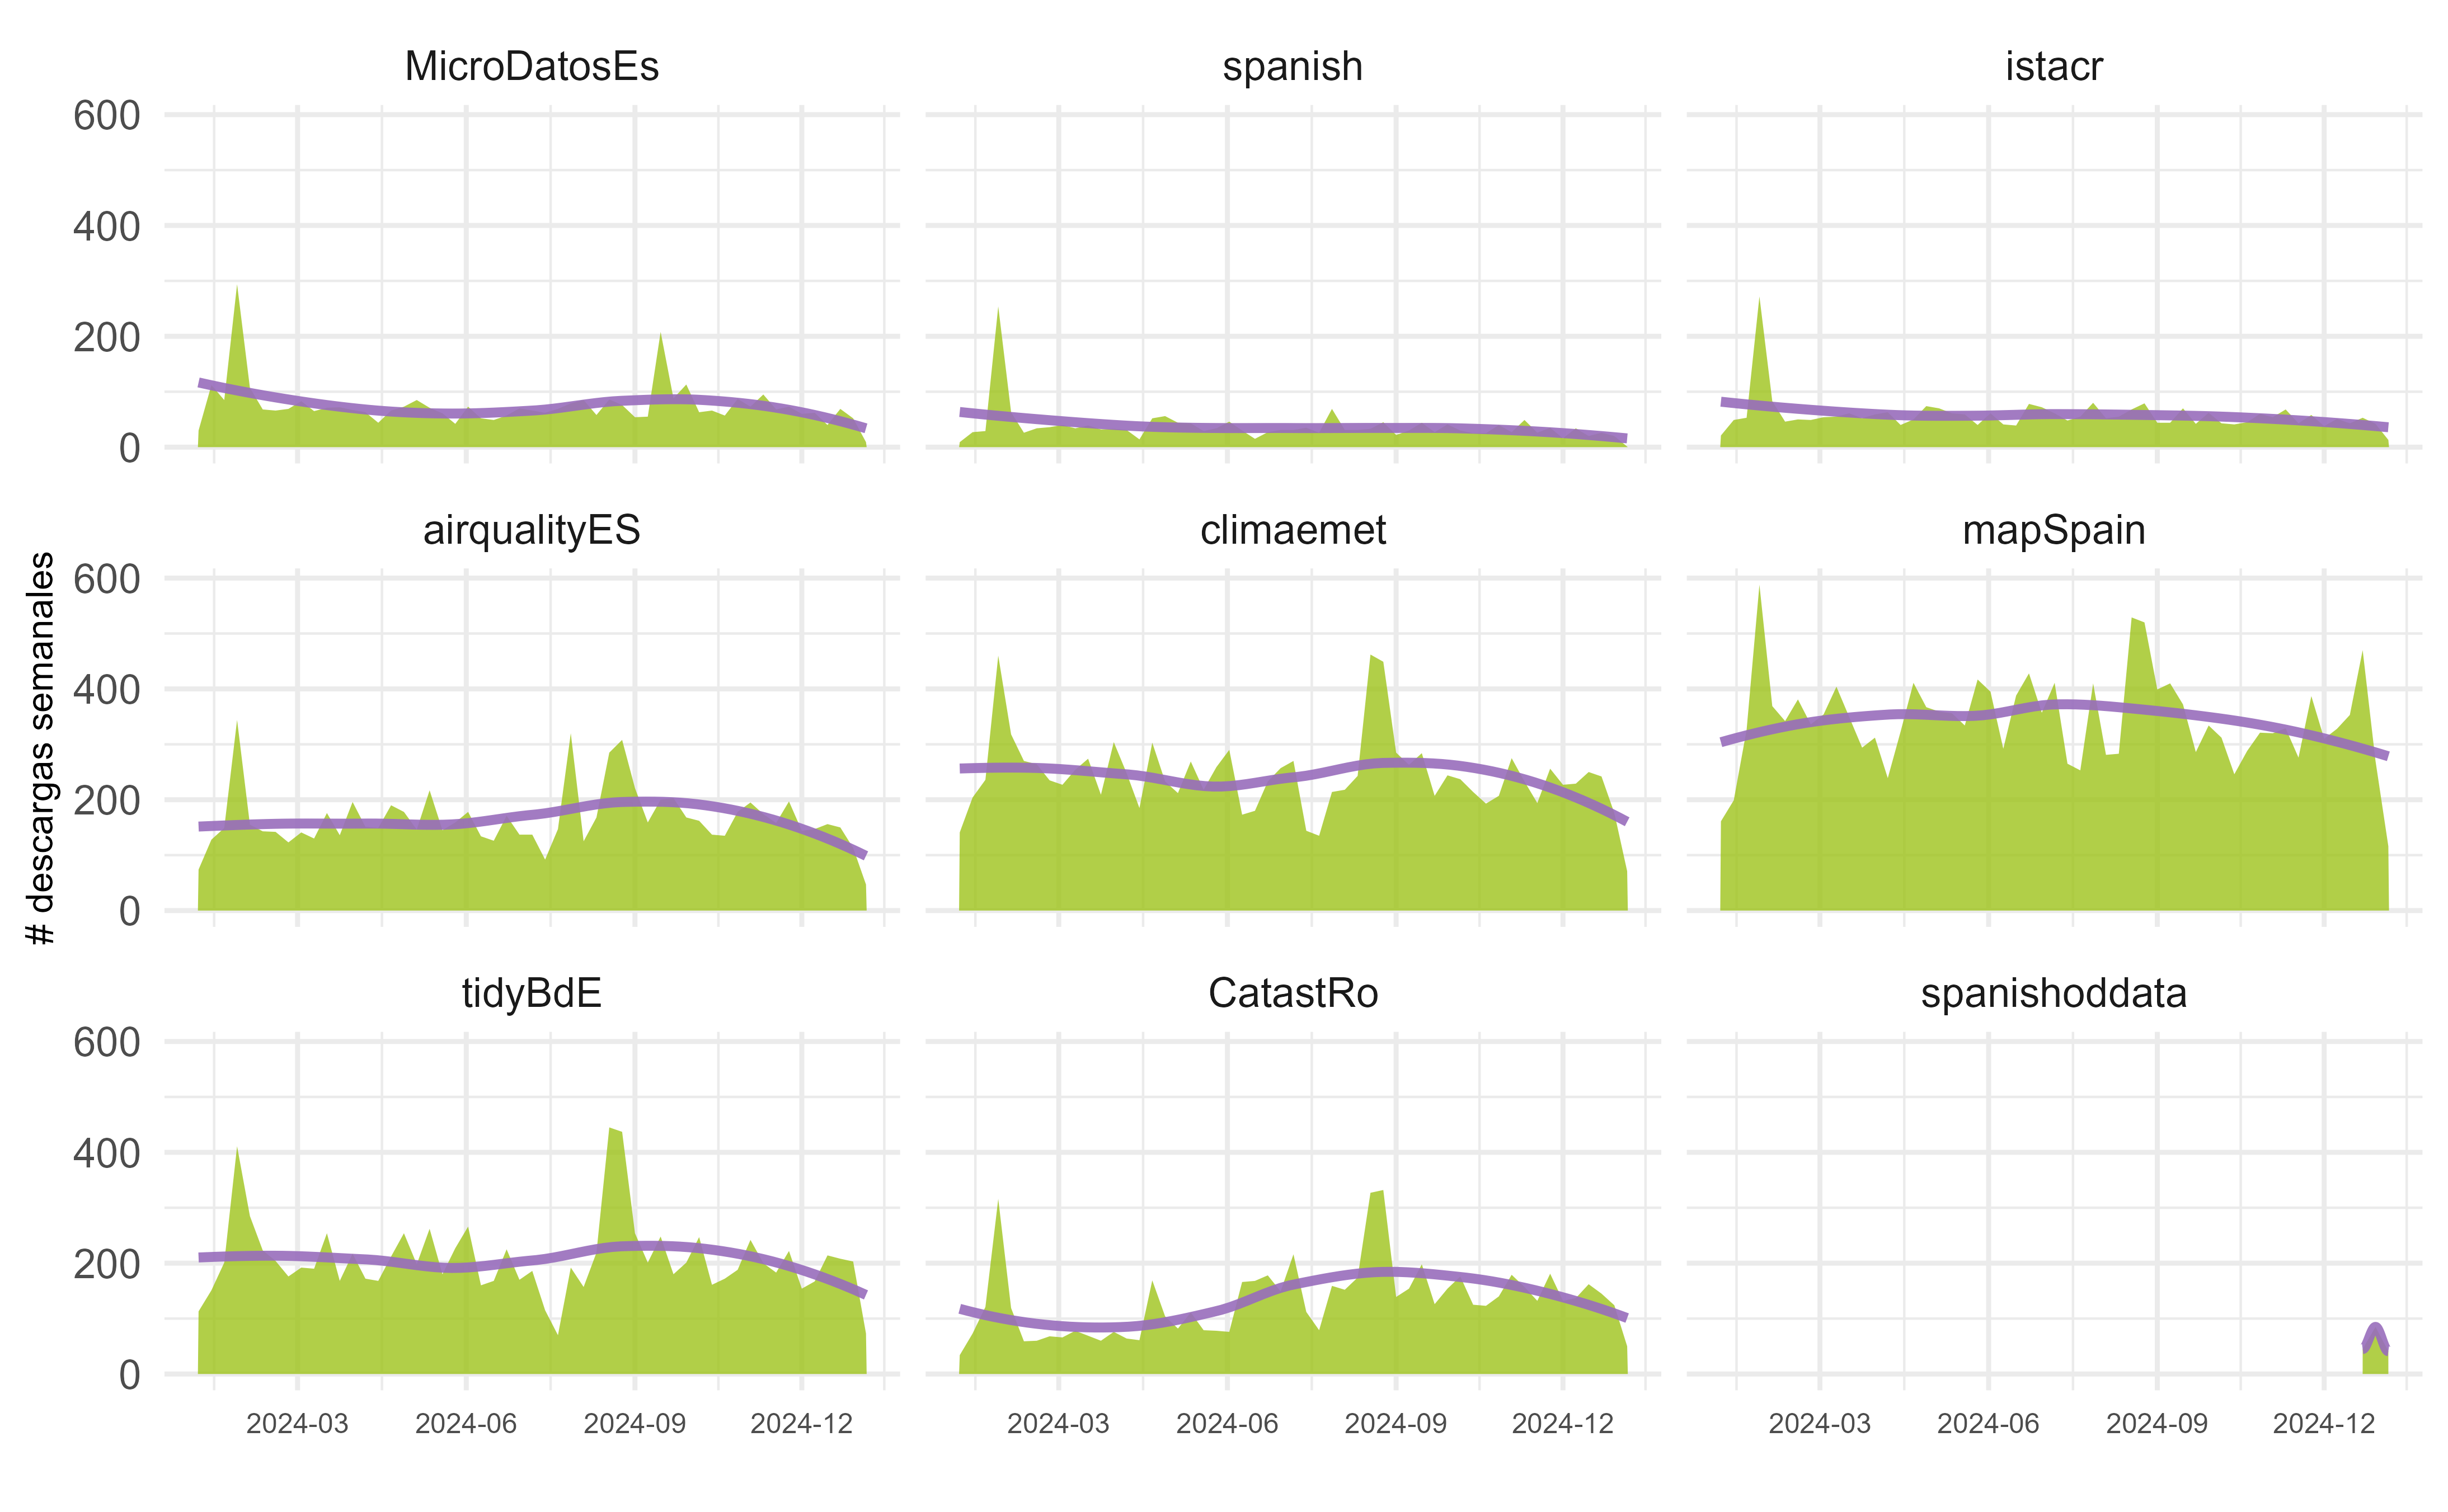 MicroDatosEs
spanish
istacr
600
400
200
0
airqualityES
climaemet
mapSpain
# descargas semanales
600
400
200
0
tidyBdE
CatastRo
spanishoddata
600
400
200
0
2024-03 2024-06 2024-09 2024-12
2024-03 2024-06 2024-09 2024-12
2024-03 2024-06 2024-09 2024-12